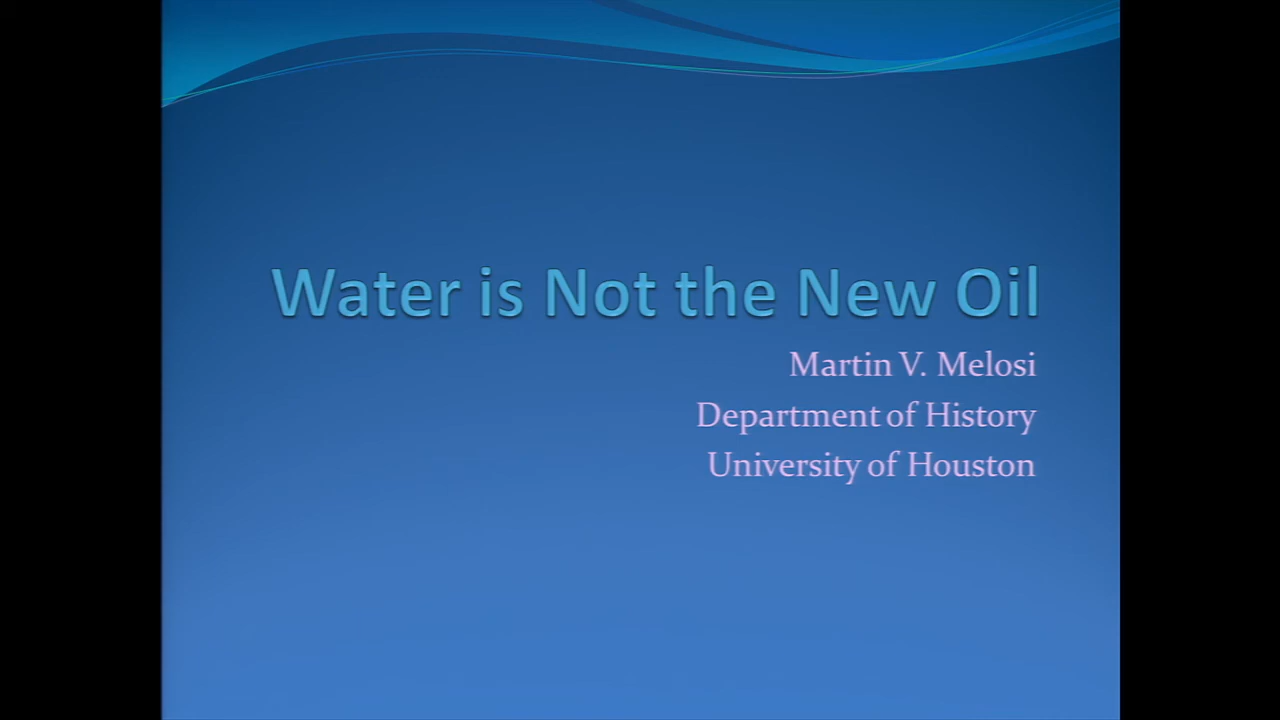 Water is Not the New Oil
Martin V. Melosi
Department of History
University of Houston